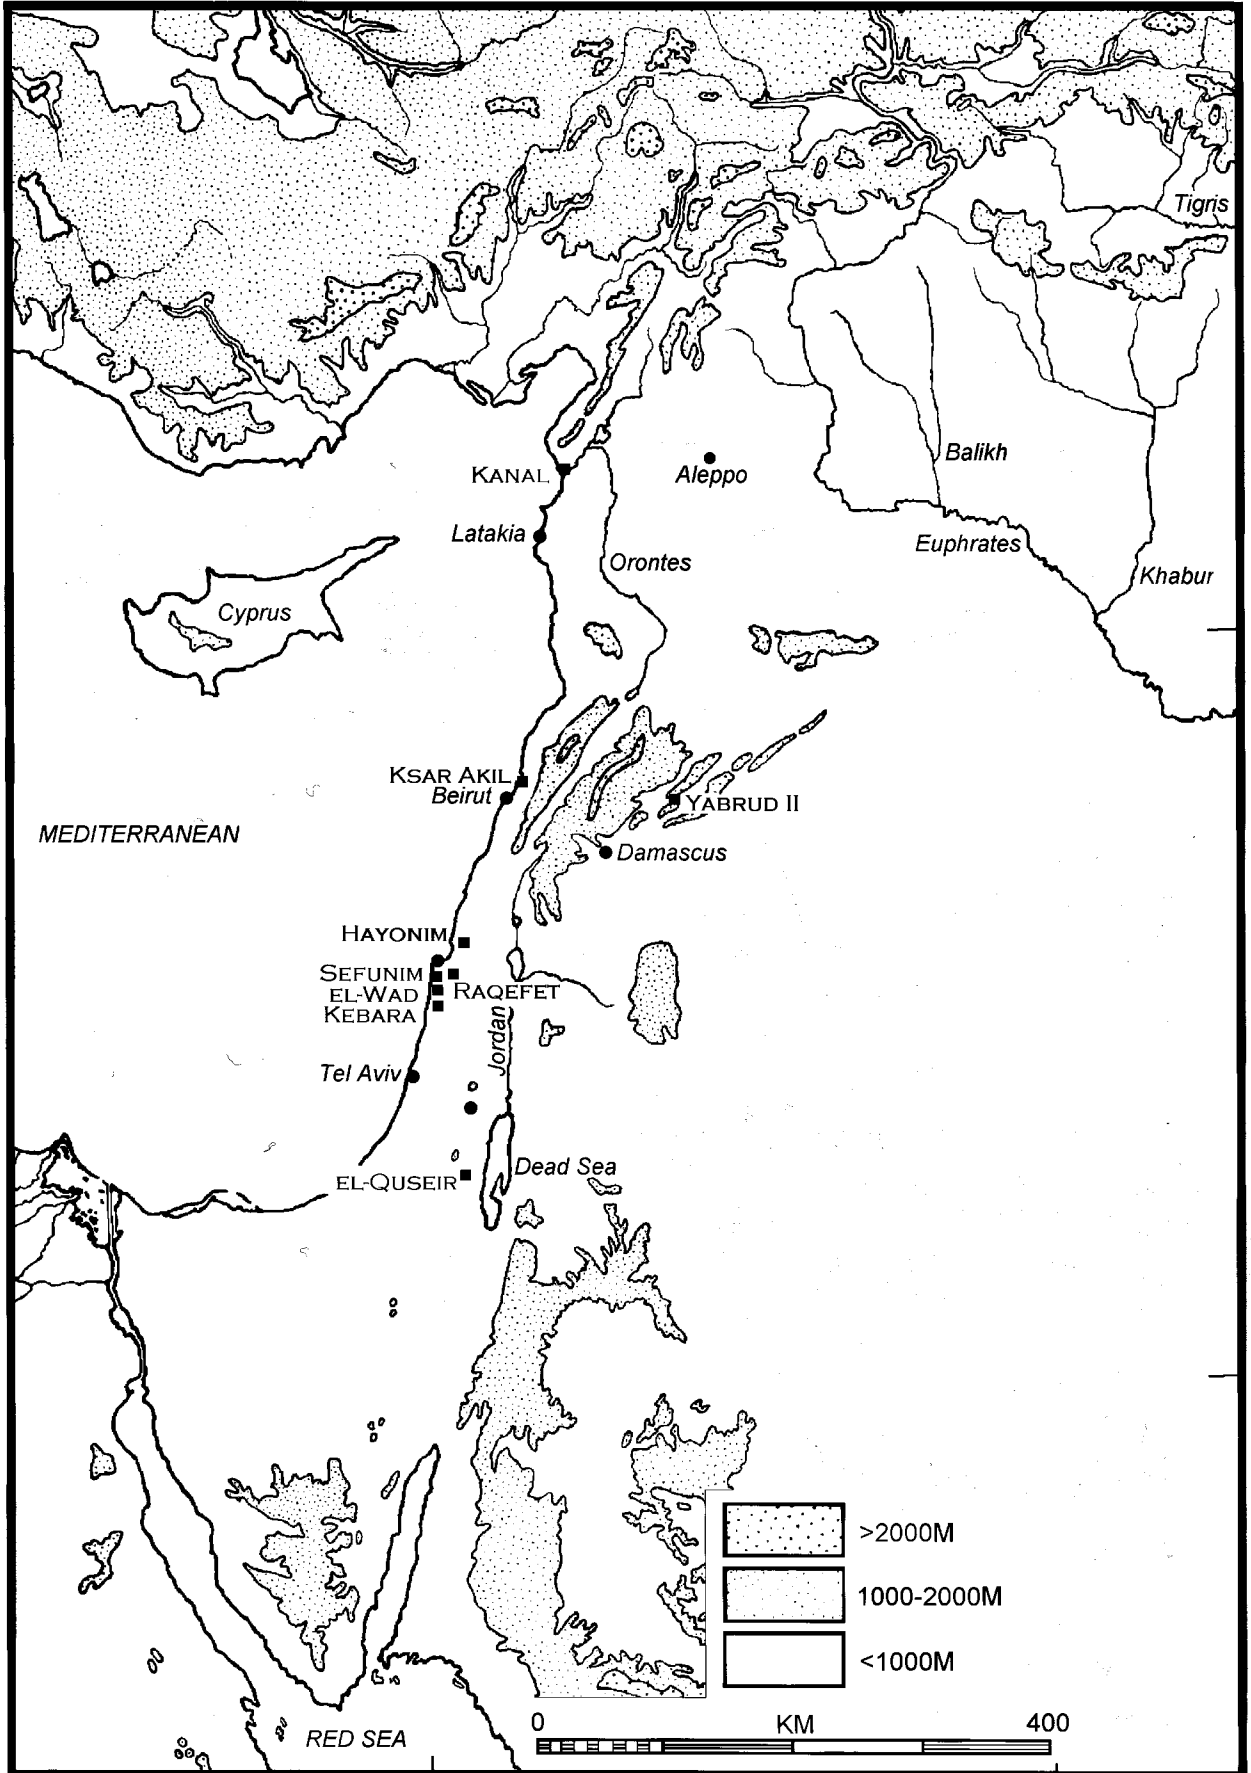 Tigris
Balikh
KANAL
Aleppo
Latakia
Euphrates
Orontes
Khabur
Cyprus
KSAR AKIL
Beirut
YABRUD II
MEDITERRANEAN
Damascus
HAYONIM
SEFUNIM
EL-WAD
RAQEFET
KEBARA
Jordan
Tel Aviv
Dead Sea
EL-QUSEIR
>2000M
1000-2000M
<1000M
0 KM 400
RED SEA